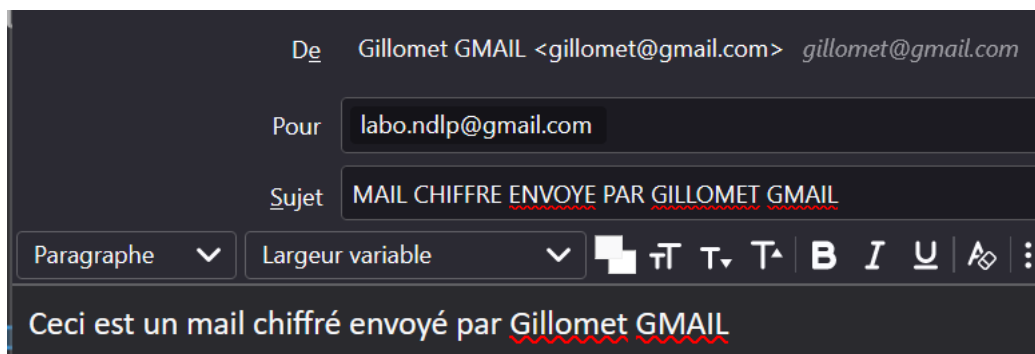 De Gillomet GMAIL <gillomet@gmail.com> gillomet@gmail.com
Pour labo.ndlp@gmail.com
Sujet MAIL CHIFFRE ENVOYE PAR GILLOMET GMAIL
Paragraphe Largeur variable B I U
Ceci est un mail chiffré envoyé par Gillomet GMAIL